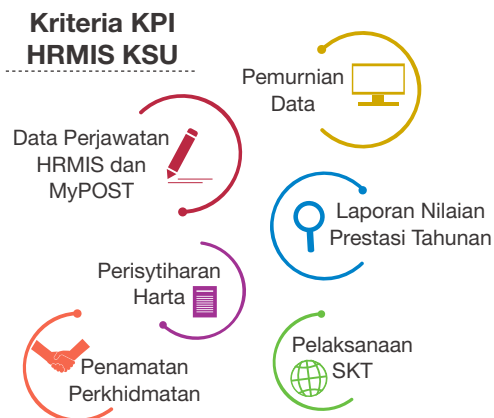 Kriteria KPI
HRMIS KSU
Pemurnian
Data
Data Perjawatan
HRMIS dan
MyPOST
Laporan Nilaian
Prestasi Tahunan
Perisytiharan
Harta
Pelaksanaan
SKT
Penamatan
Perkhidmatan